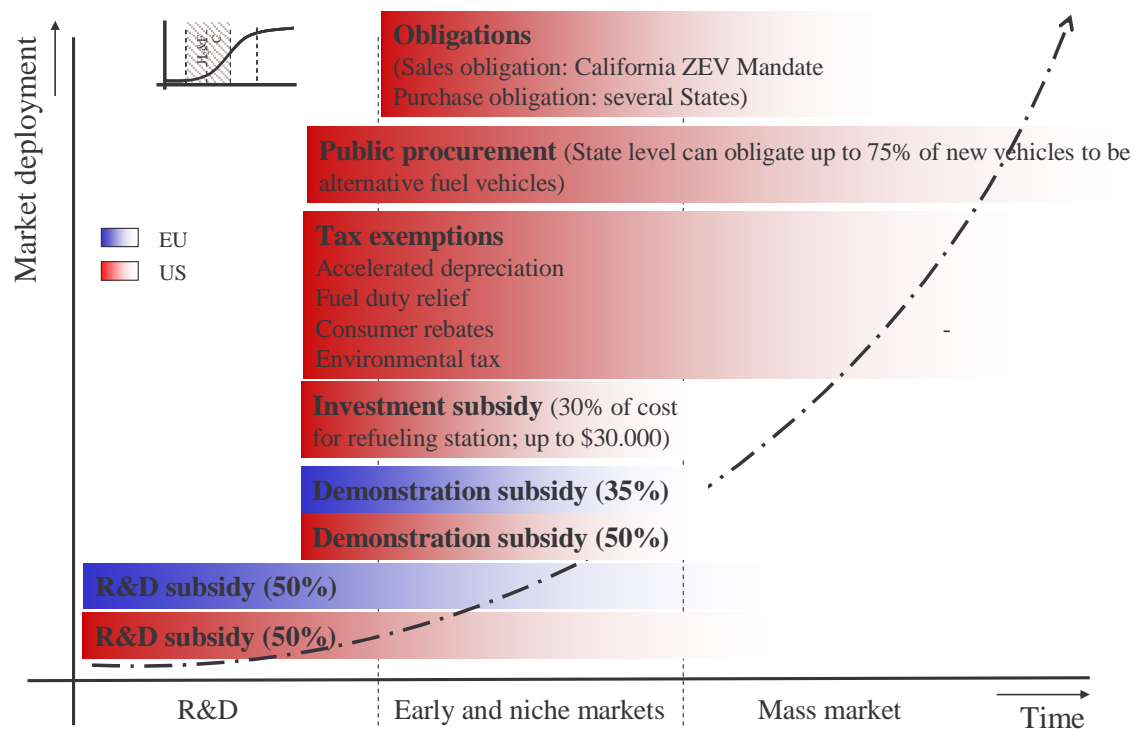 Market deployment
H₂&F
C
Obligations
(Sales obligation: California ZEV Mandate
Purchase obligation: several States)
Public procurement (State level can obligate up to 75% of new vehicles to be
alternative fuel vehicles)
EU
US
Tax exemptions
Accelerated depreciation
Fuel duty relief
Consumer rebates
Environmental tax
-
Investment subsidy (30% of cost
for refueling station; up to $30.000)
Demonstration subsidy (35%)
Demonstration subsidy (50%)
R&D subsidy (50%)
R&D subsidy (50%)
R&D
Early and niche markets
Mass market
Time